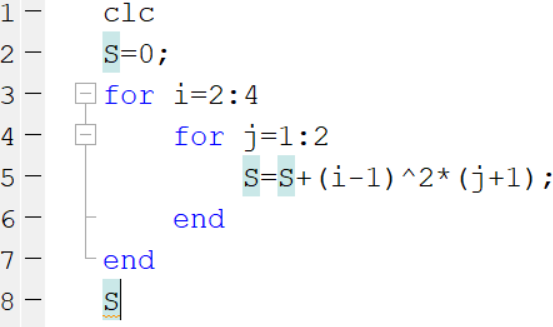 1 clc
2 S=0;
3 for i=2:4
4 for j=1:2
5 S=S+(i-1)^2*(j+1);
6 end
7 end
8 S